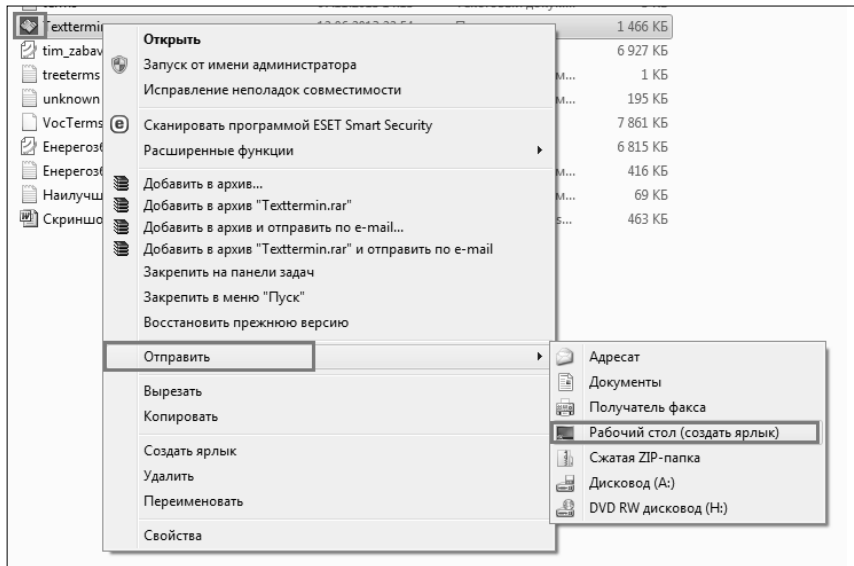 Texttermin
1 466 КБ
tim_zabav
6 927 КБ
treeterms
м...
1 КБ
unknown
м...
195 КБ
VocTerms
7 861 КБ
Енерегозб
6 815 КБ
Енерегозб
м...
416 КБ
Наилучш
м...
69 КБ
Скриншо
s...
463 КБ
Открыть
Запуск от имени администратора
Исправление неполадок совместимости
Сканировать программой ESET Smart Security
Расширенные функции
Добавить в архив...
Добавить в архив "Texttermin.rar"
Добавить в архив и отправить по e-mail...
Добавить в архив "Texttermin.rar" и отправить по e-mail
Закрепить на панели задач
Закрепить в меню "Пуск"
Восстановить прежнюю версию
Отправить
Вырезать
Копировать
Создать ярлык
Удалить
Переименовать
Свойства
Адресат
Документы
Получатель факса
Рабочий стол (создать ярлык)
Сжатая ZIP-папка
Дисковод (A:)
DVD RW дисковод (H:)